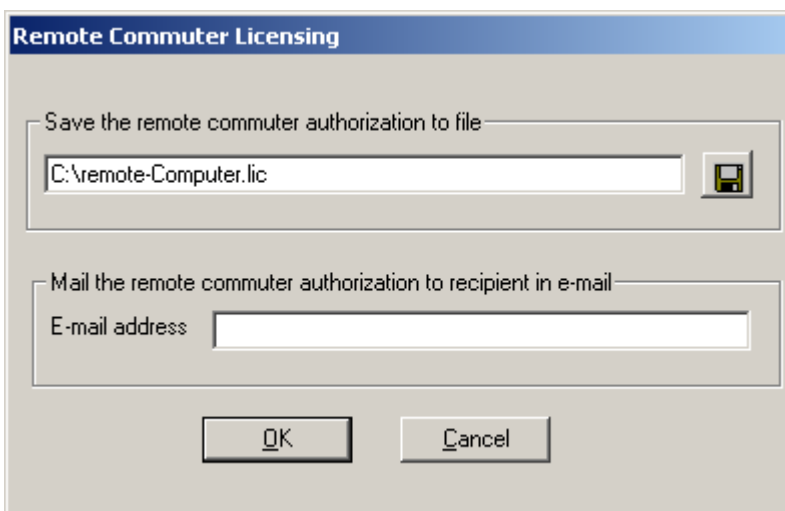 Remote Commuter Licensing
Save the remote commuter authorization to file
C:\remote-Computer.lic
Mail the remote commuter authorization to recipient in e-mail
E-mail address
OK Cancel